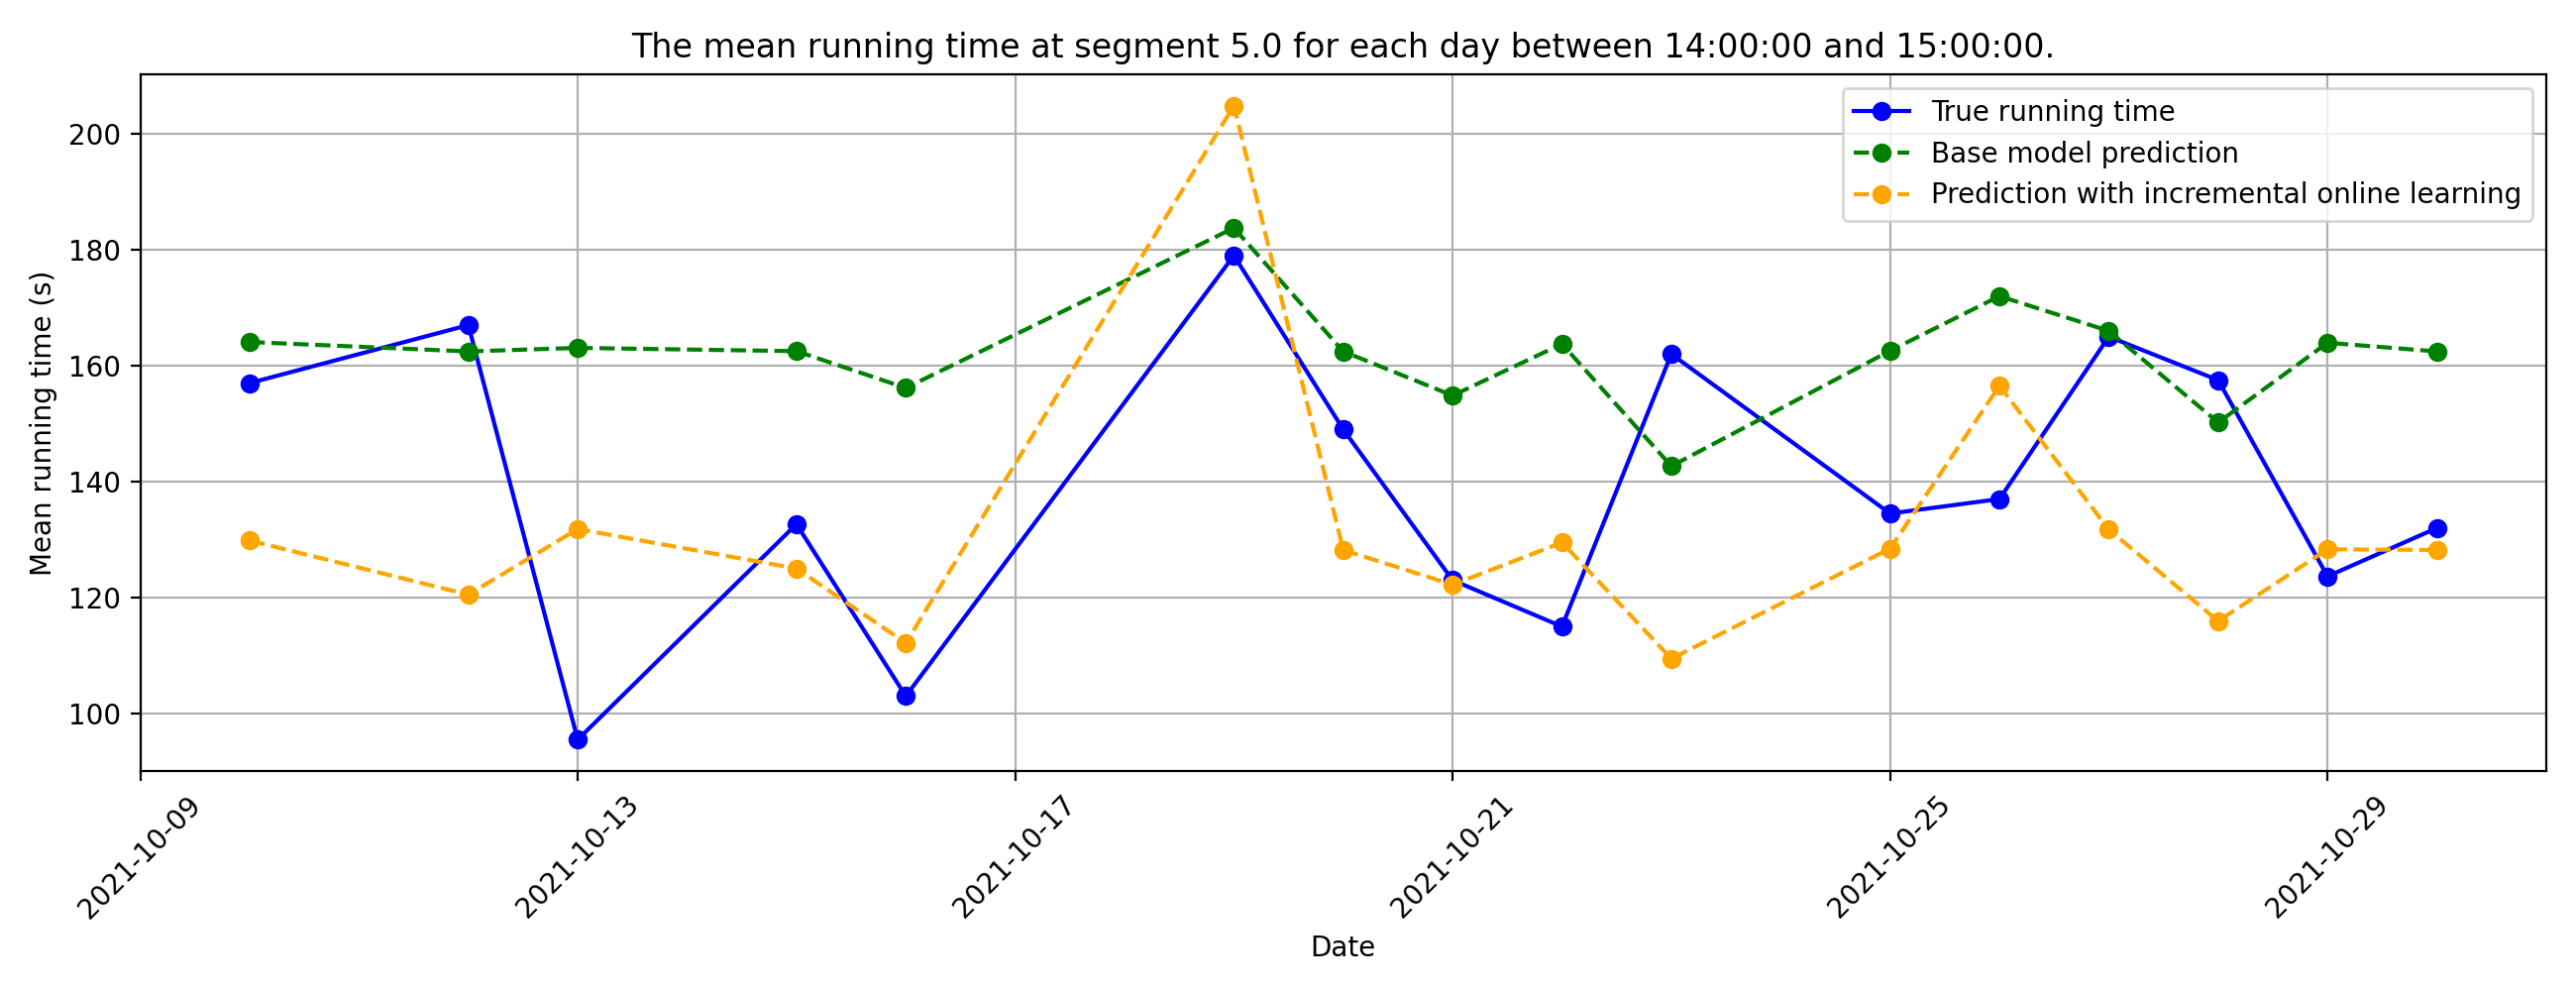 The mean running time at segment 5.0 for each day between 14:00:00 and 15:00:00.
True running time
Base model prediction
Prediction with incremental online learning
Mean running time (s)
200
180
160
140
120
100
2021-10-09
2021-10-13
2021-10-17
2021-10-21
2021-10-25
2021-10-29
Date